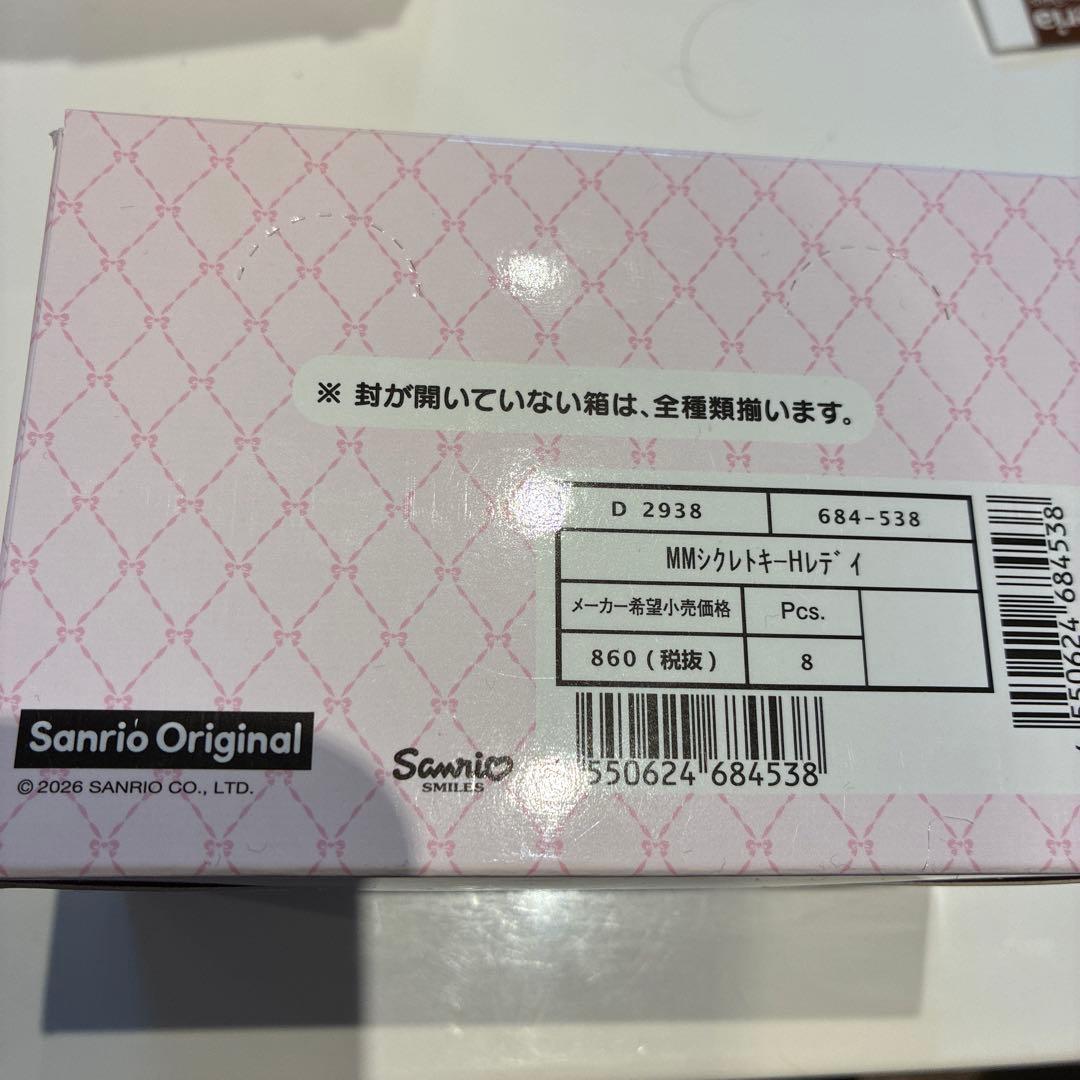 ria
※ 封が開いていない箱は、全種類揃います。
D 2938
684-538
MMシクレトキーHレディ
メーカー希望小売価格
Pcs.
860 (税抜)
8
550624 684538
550624 684538
Sanrio Original
© 2026 SANRIO CO., LTD.
Sanrio
SMILES